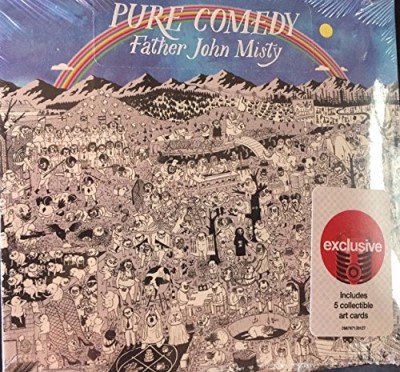 PURE COMEDY
Father John Misty
exclusive
Includes
5 collectible
art cards